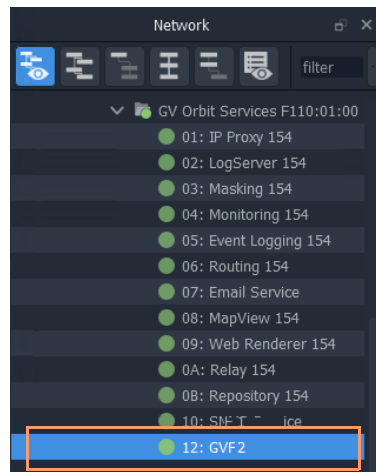 Network
filter
GV Orbit Services F110:01:00
01: IP Proxy 154
02: LogServer 154
03: Masking 154
04: Monitoring 154
05: Event Logging 154
06: Routing 154
07: Email Service
08: MapView 154
09: Web Renderer 154
0A: Relay 154
0B: Repository 154
10:
12: GVF2